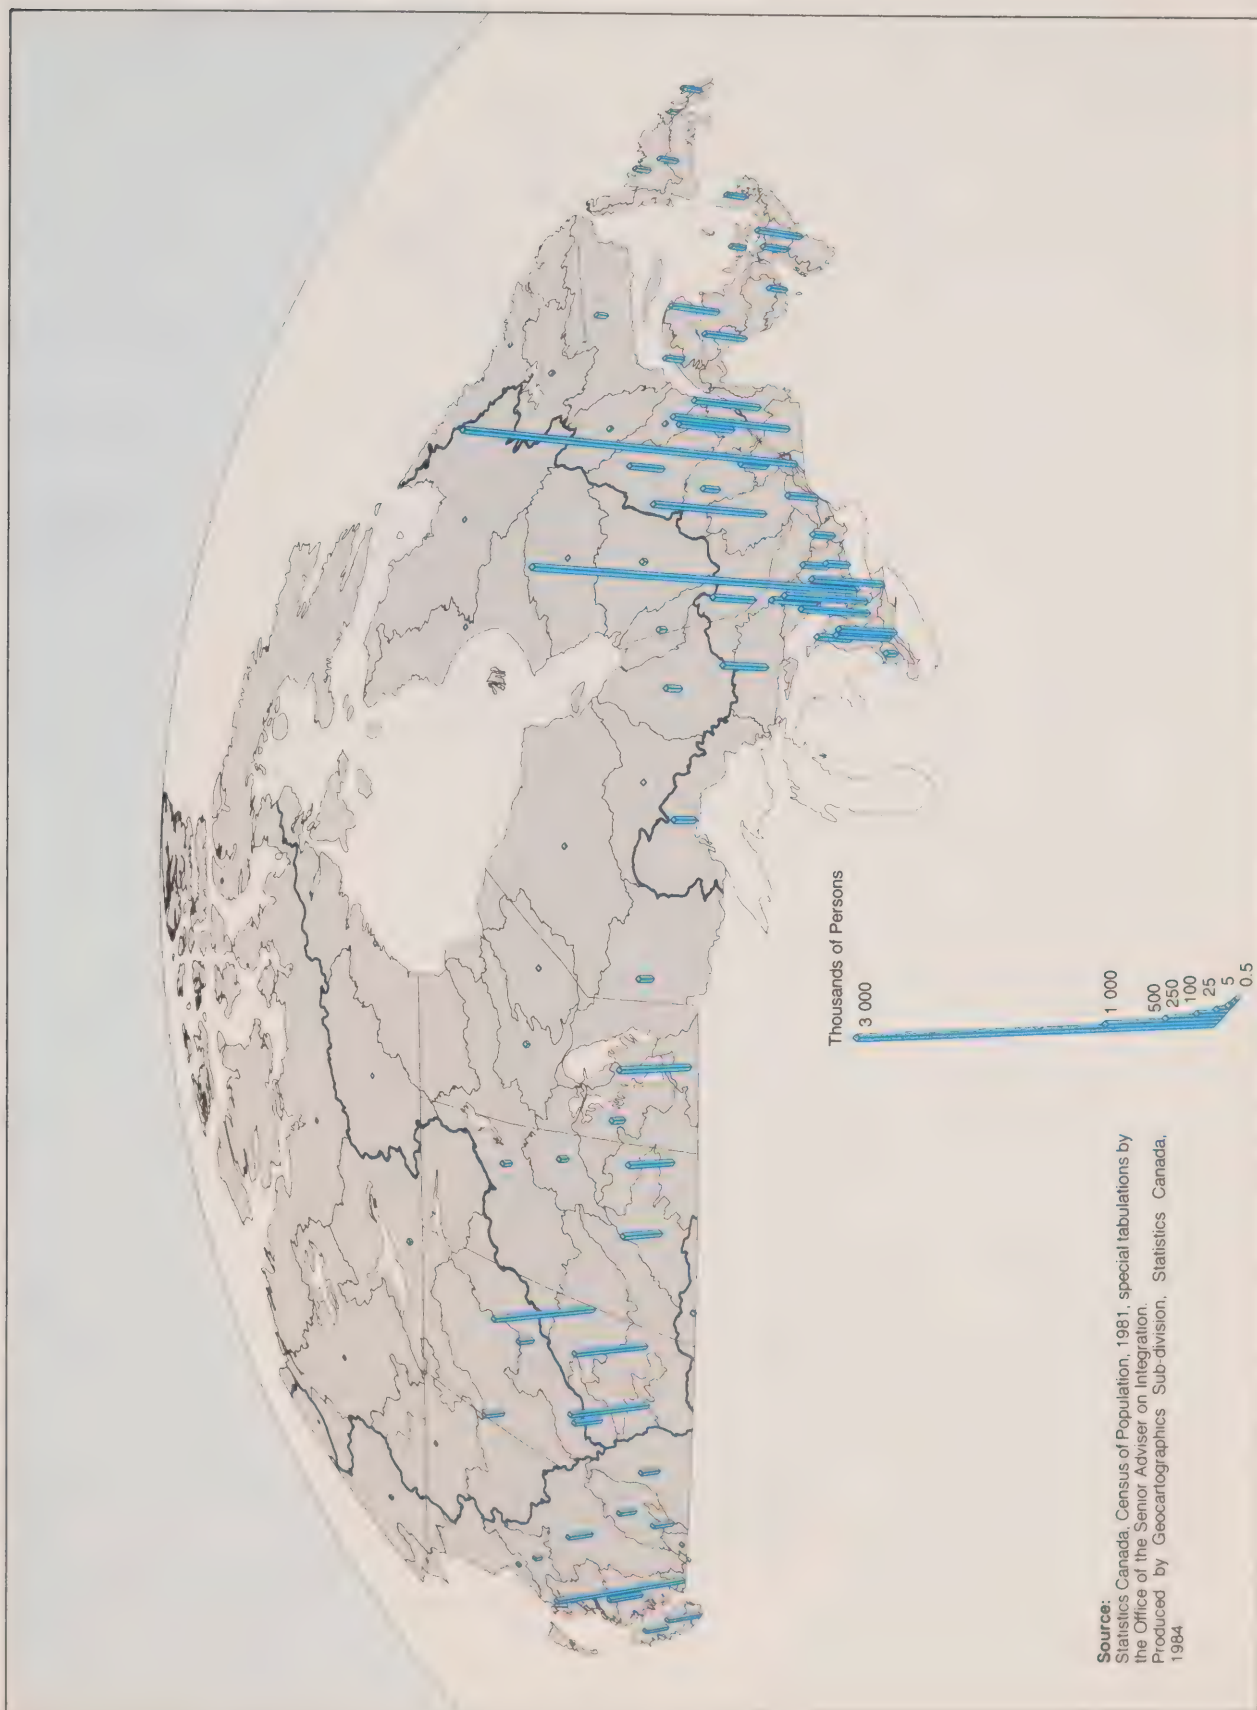 Thousands of Persons
3 000
1 000
500
250
100
25
5
0.5
Source:
Statistics Canada, Census of Population, 1981, special tabulations by
the Office of the Senior Adviser on Integration.
Produced by Geocartographics Sub-division, Statistics Canada,
1984